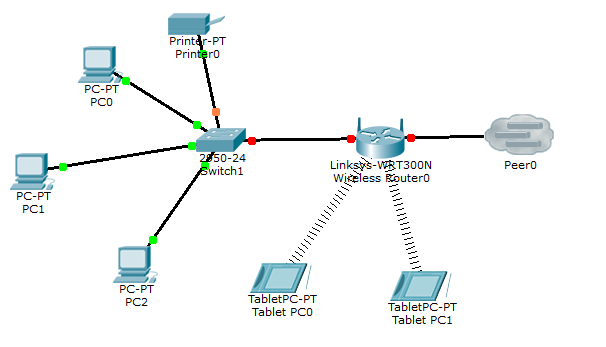 Printer-PT
Printer0
PC-PT
PC0
2950-24
Switch1
Linksys-WRT300N
Wireless Router0
Peer0
PC-PT
PC1
PC-PT
PC2
TabletPC-PT
Tablet PC0
TabletPC-PT
Tablet PC1